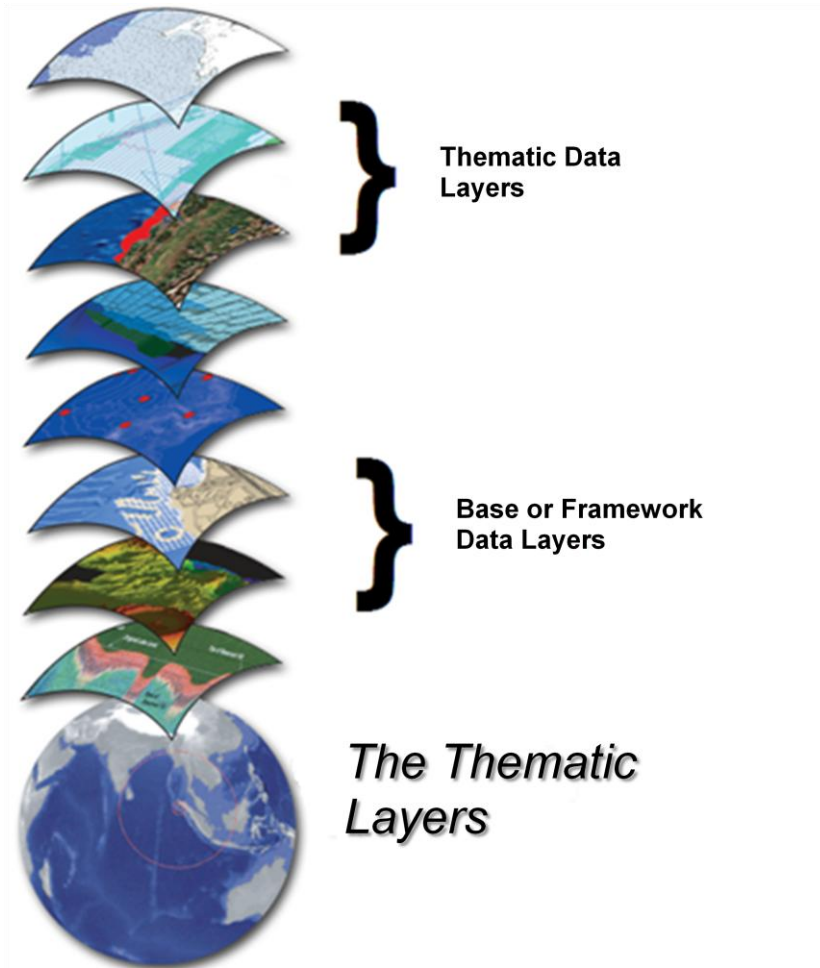 Thematic Data
Layers
Base or Framework
Data Layers
The Thematic
Layers